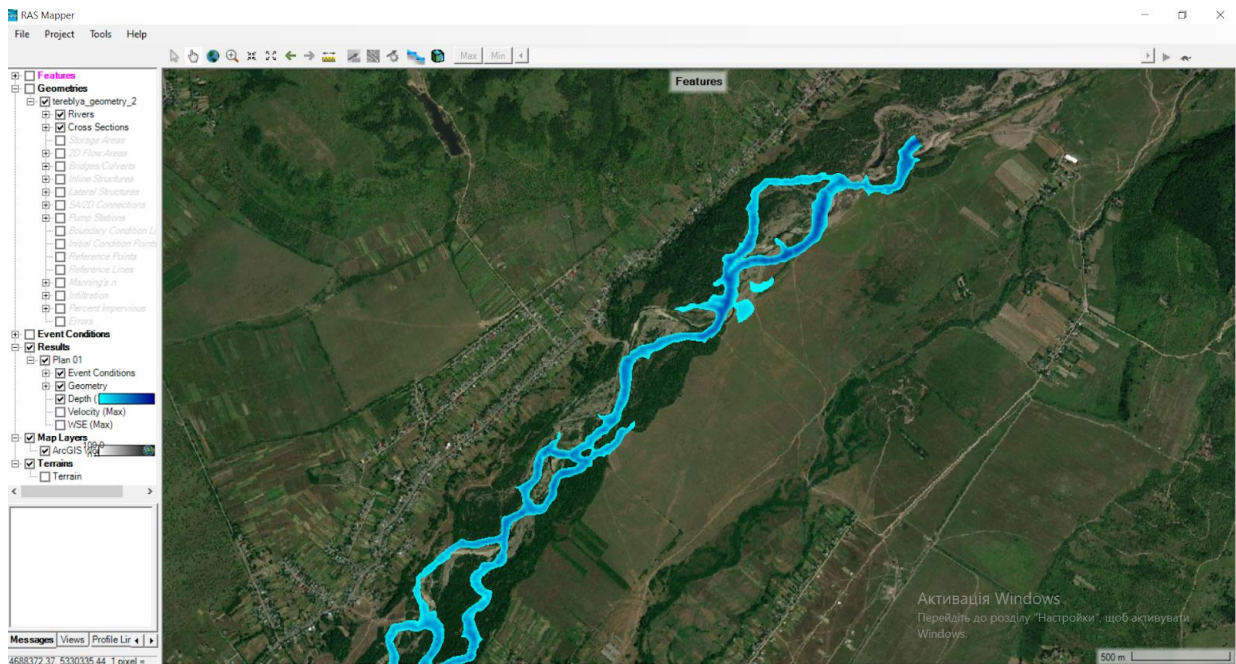 RAS Mapper
File Project Tools Help
Max Min
Features
Features
Geometries
tereblya_geometry_2
Rivers
Cross Sections
Storage Areas
2D Flow Areas
Bridges/Culverts
Inline Structures
Lateral Structures
SA/2D Connections
Pump Stations
Boundary Condition Li
Initial Condition Points
Reference Points
Reference Lines
Manning's n
Infiltration
Percent Impervious
Errors
Event Conditions
Results
Plan 01
Event Conditions
Geometry
Depth (
Velocity (Max)
WSE (Max)
Map Layers
ArcGIS
Terrains
Terrain
Messages Views Profile Lir
4688372.37, 5330335.44 1 pixel =
Активація Windows
Перейдіть до розділу "Настройки", щоб активувати
Windows.
500 m